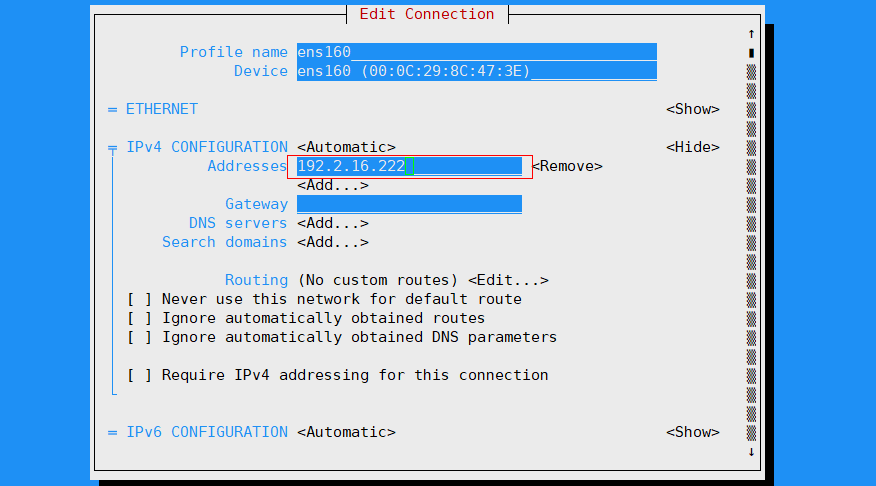 Edit Connection
Profile name ens160
Device ens160 (00:0C:29:8C:47:3E)
═ ETHERNET <Show>
╤ IPv4 CONFIGURATION <Automatic> <Hide>
Addresses 192.2.16.222 <Remove>
<Add...>
Gateway
DNS servers <Add...>
Search domains <Add...>
Routing (No custom routes) <Edit...>
[ ] Never use this network for default route
[ ] Ignore automatically obtained routes
[ ] Ignore automatically obtained DNS parameters
[ ] Require IPv4 addressing for this connection
═ IPv6 CONFIGURATION <Automatic> <Show>